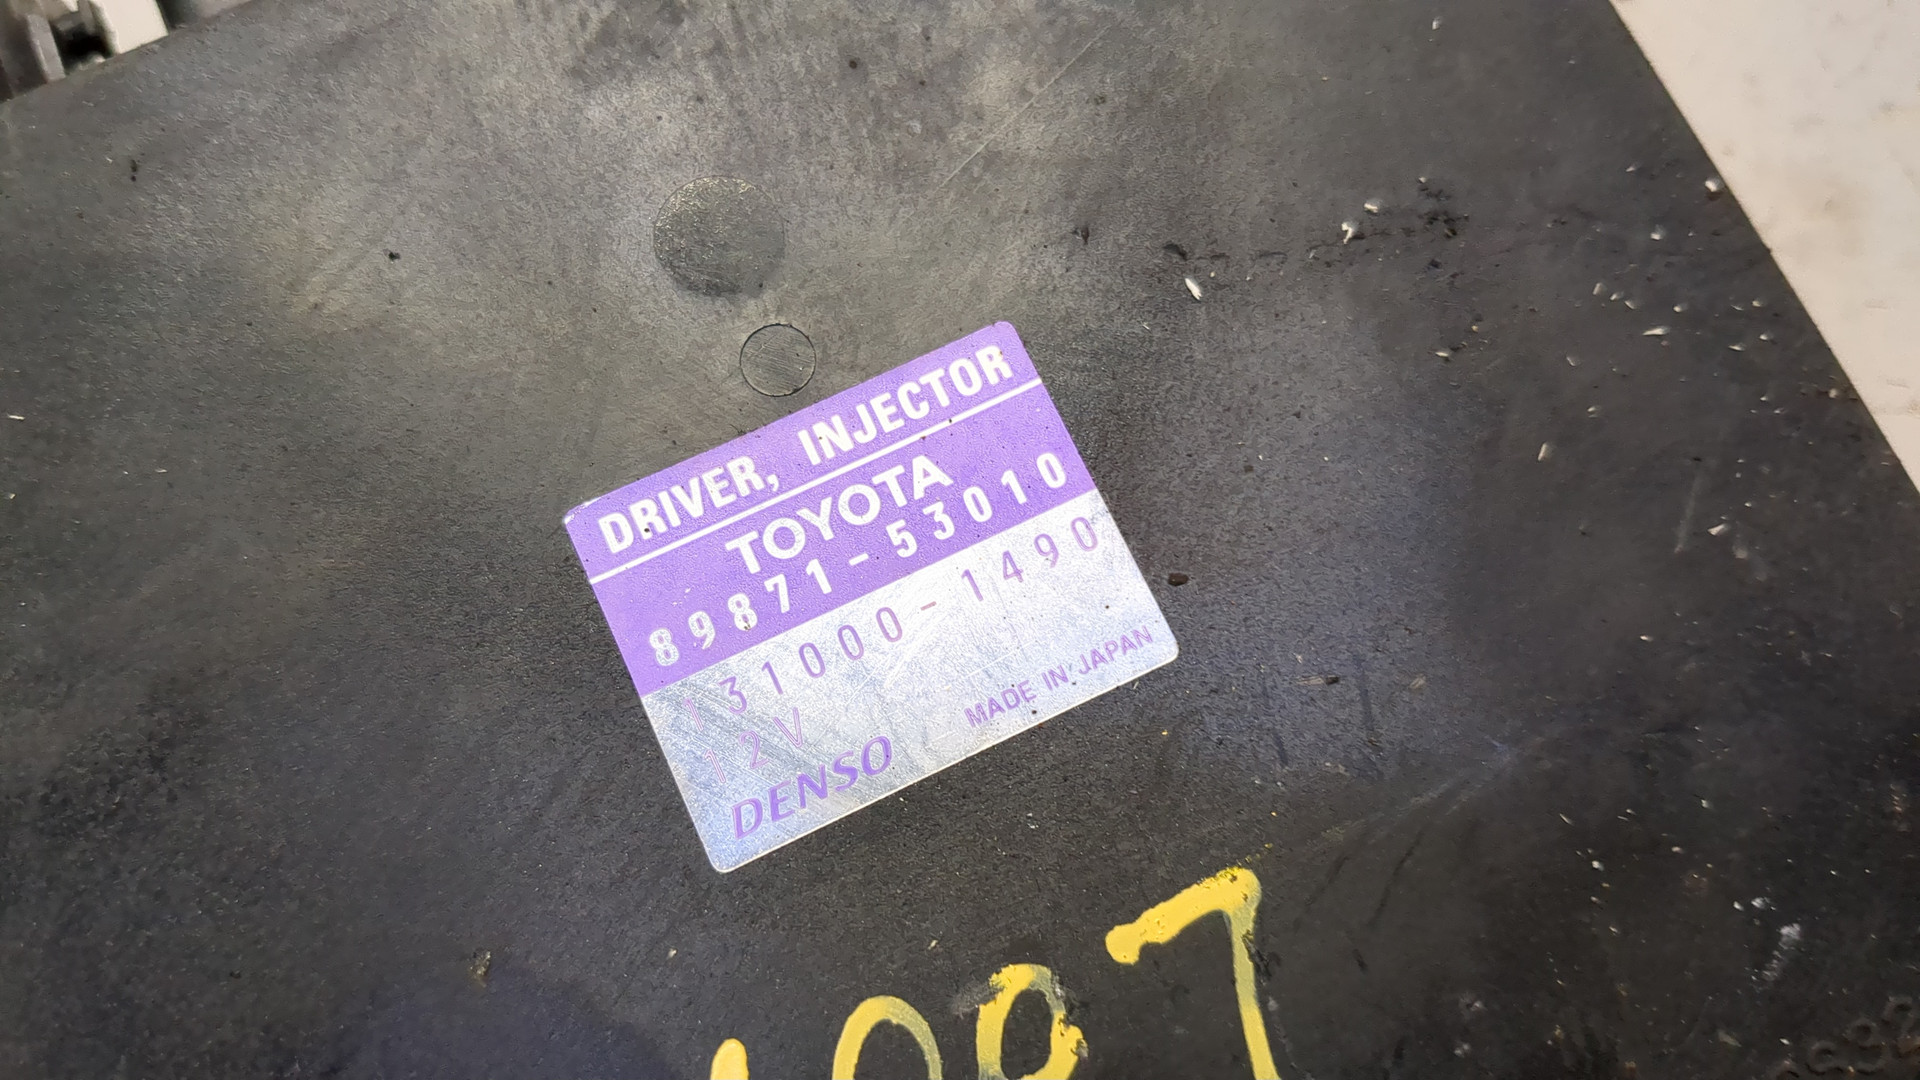 DRIVER, INJECTOR
TOYOTA
89871-53010
131000-1490
12V
DENSO MADE IN JAPAN